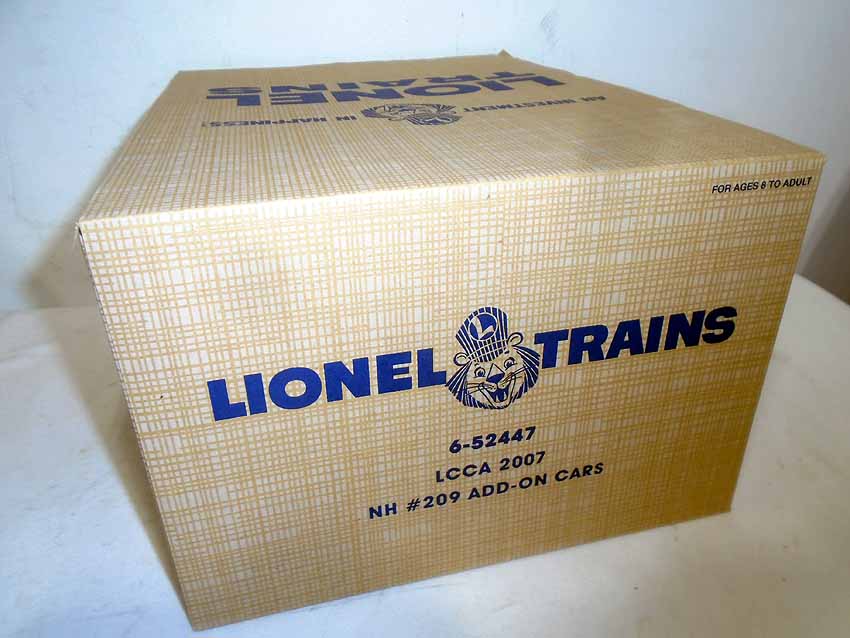 LIONEL
TRAINS
AN INVESTMENT
IN HAPPINESS!
FOR AGES 8 TO ADULT
LIONEL L TRAINS
6-52447
LCCA 2007
NH #209 ADD-ON CARS